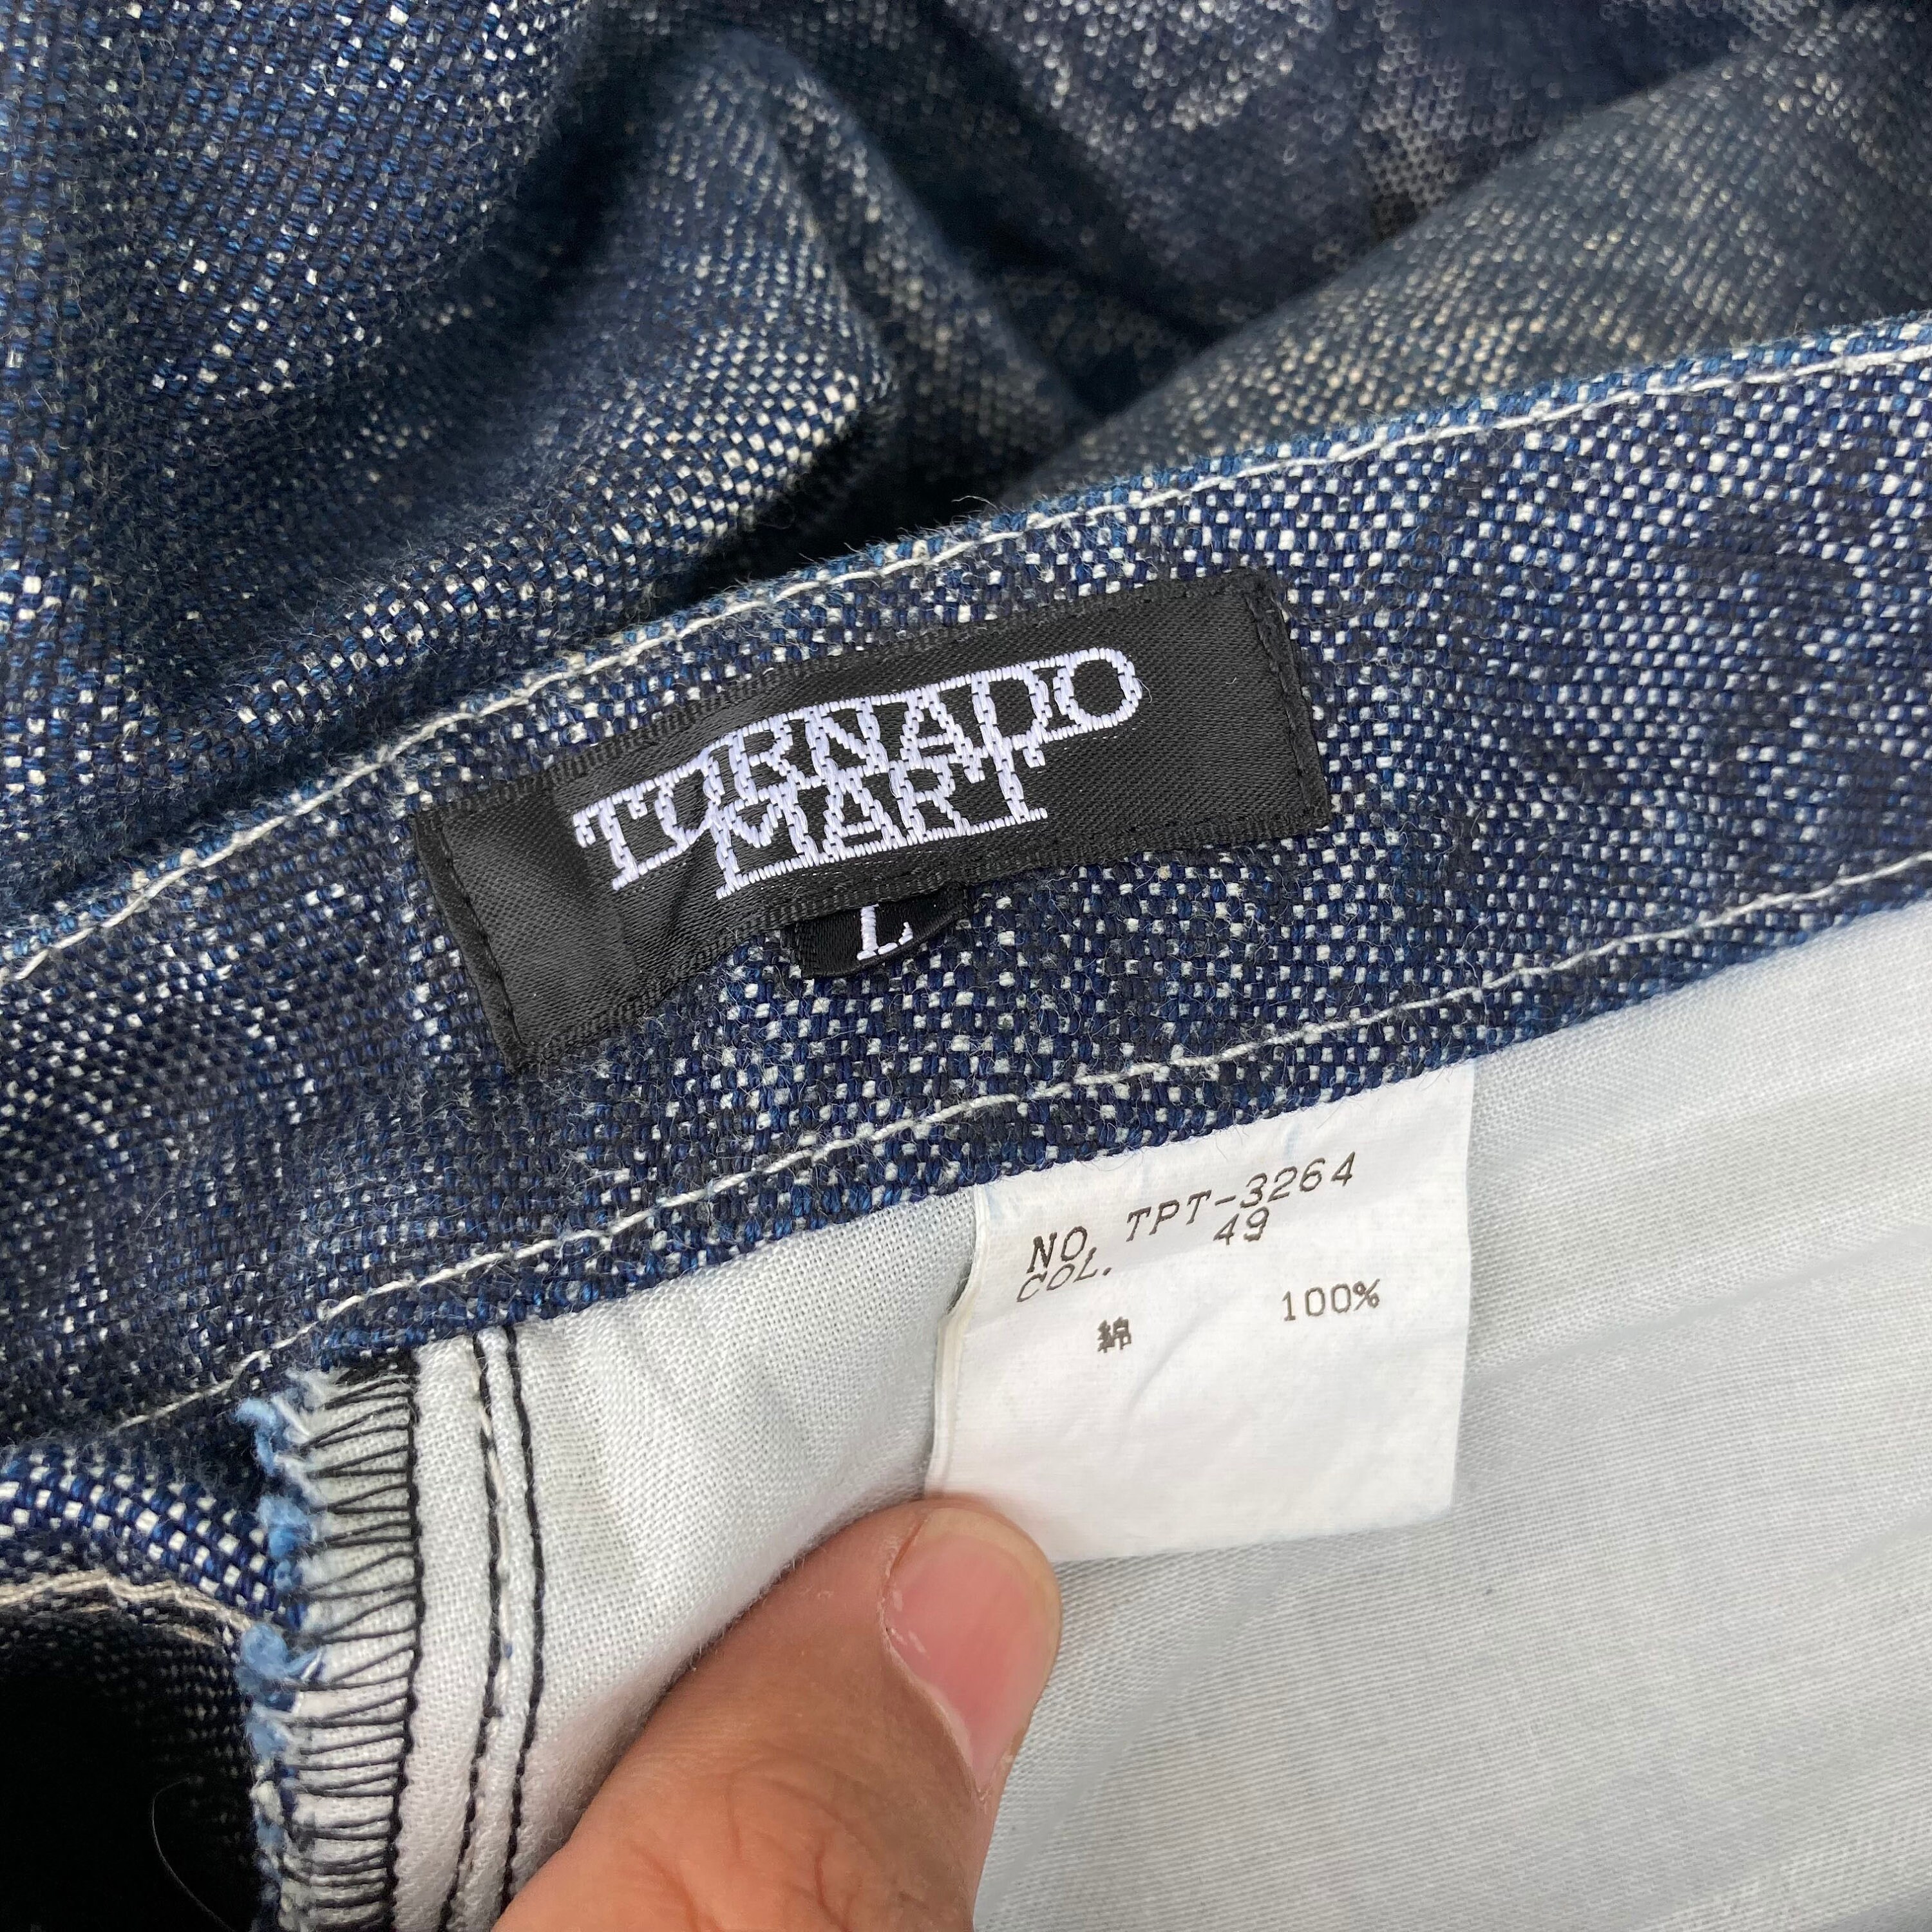 TORNADO
MART
L
NO. TPT-3264
COL. 49
綿 100%